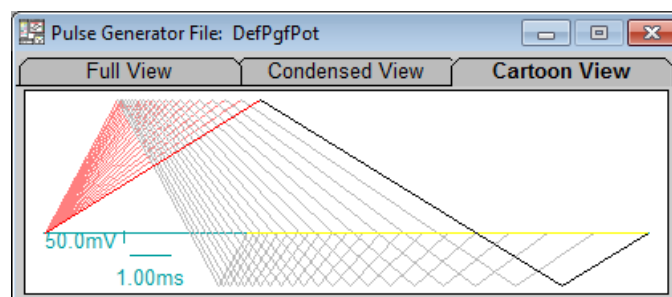 Pulse Generator File: DefPgfPot
Full View
Condensed View
Cartoon View
50.0mV
1.00ms